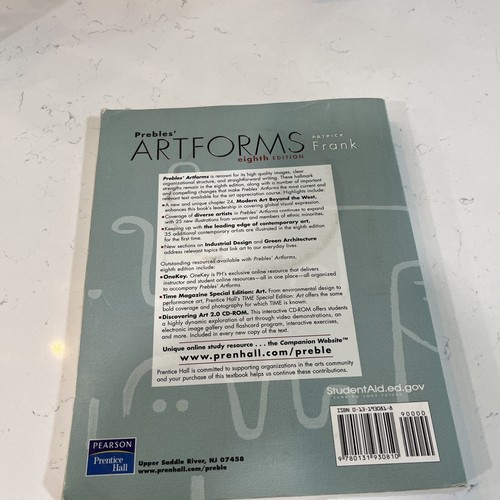 Prebles'
ARTFORMS
PATRICK
Frank
eighth EDITION
Prebles' Artforms is renown for its high quality images, clear
organizational structure, and straightforward writing. These hallmark
strengths remain in the eighth edition, along with a number of important
and compelling changes that make Prebles' Artforms the most current and
relevant text available for the art appreciation course. Highlights include:
•A new and unique chapter 24, Modern Art Beyond the West,
enhances this book's leadership in covering global visual expression.
•Coverage of diverse artists in Prebles' Artforms continues to expand
with 25 new illustrations from women and members of ethnic minorities.
•Keeping up with the leading edge of contemporary art,
35 additional contemporary artists are illustrated in the eighth edition
for the first time.
•New sections on Industrial Design and Green Architecture
address relevant topics that link art to our everyday lives.
Outstanding resources available with Prebles' Artforms,
eighth edition include:
•OneKey. OneKey is PH's exclusive online resource that delivers
instructor and student online resources—all in one place—all organized
to accompany Prebles' Artforms.
•Time Magazine Special Edition: Art. From environmental design to
performance art, Prentice Hall's TIME Special Edition: Art offers the same
bold coverage and photography for which TIME is known.
•Discovering Art 2.0 CD-ROM. This interactive CD-ROM offers students
a highly dynamic exploration of art through video demonstrations, an
electronic image gallery and flashcard program, interactive exercises,
and more. Included in every new copy of the text.
Unique online study resource . . . the Companion Website™
www.prenhall.com/preble
Prentice Hall is committed to supporting organizations in the arts community
and your purchase of this textbook helps us continue these contributions.
StudentAid.ed.gov
ISBN 0-13-193081-8
90000
9 780131 930810
PEARSON
Prentice
Hall
Upper Saddle River, NJ 07458
www.prenhall.com/preble